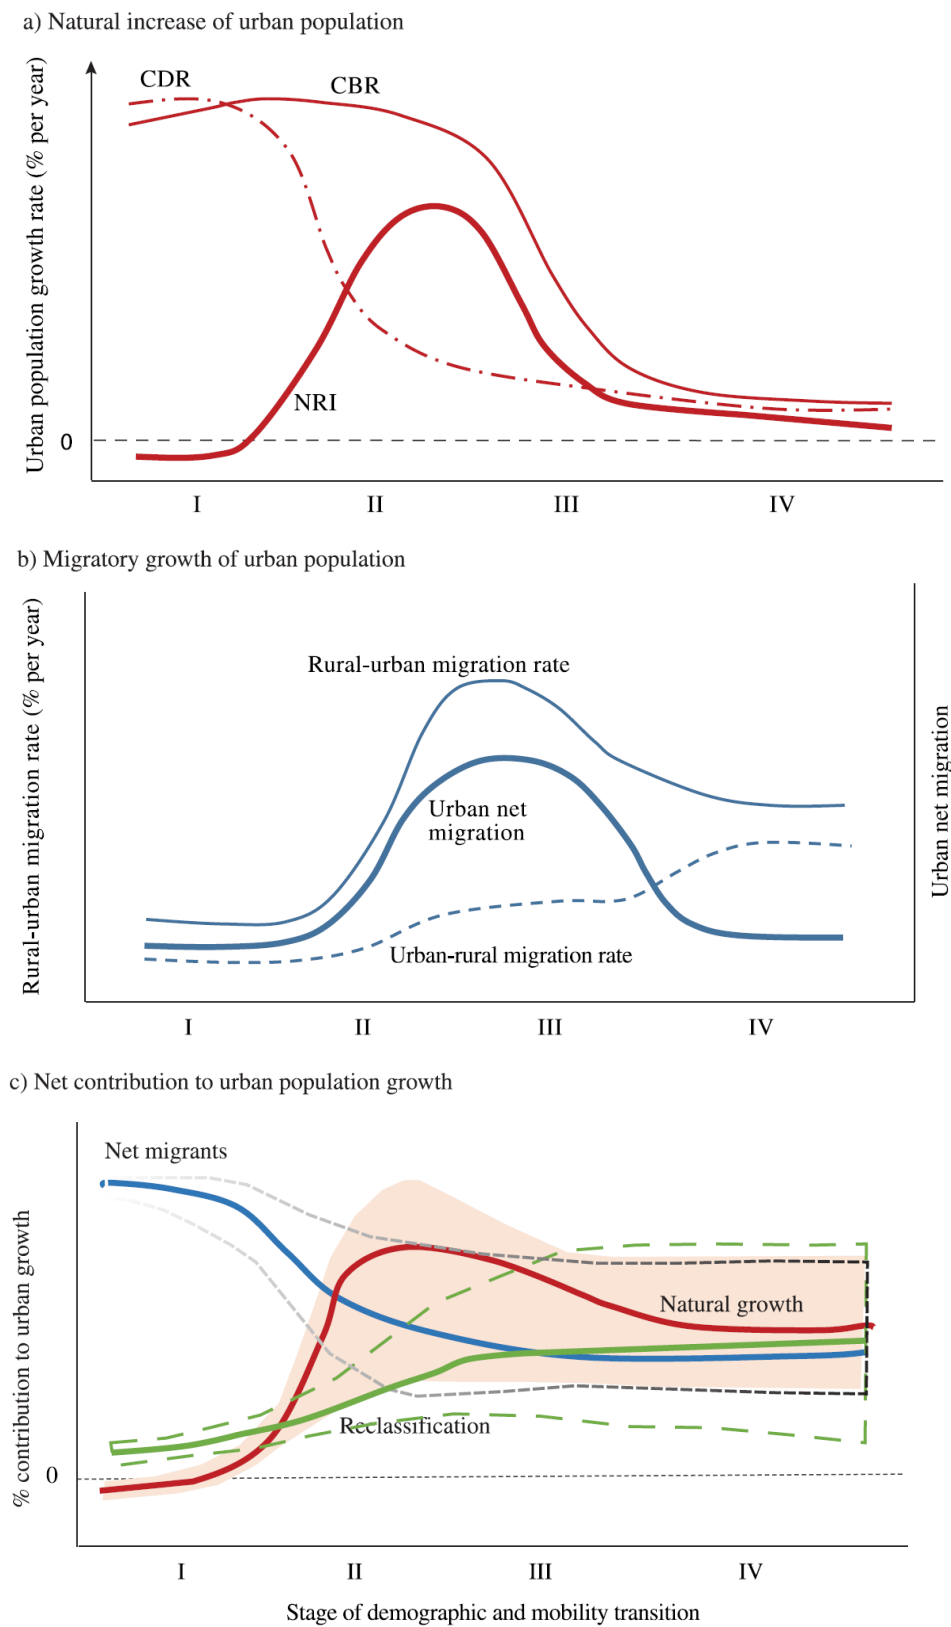 a) Natural increase of urban population
Urban population growth rate (% per year)
CDR
CBR
NRI
0
I
II
III
IV
b) Migratory growth of urban population
Rural-urban migration rate (% per year)
Rural-urban migration rate
Urban net
migration
Urban-rural migration rate
Urban net migration
I
II
III
IV
c) Net contribution to urban population growth
% contribution to urban growth
Net migrants
Natural growth
Reclassification
0
I
II
III
IV
Stage of demographic and mobility transition